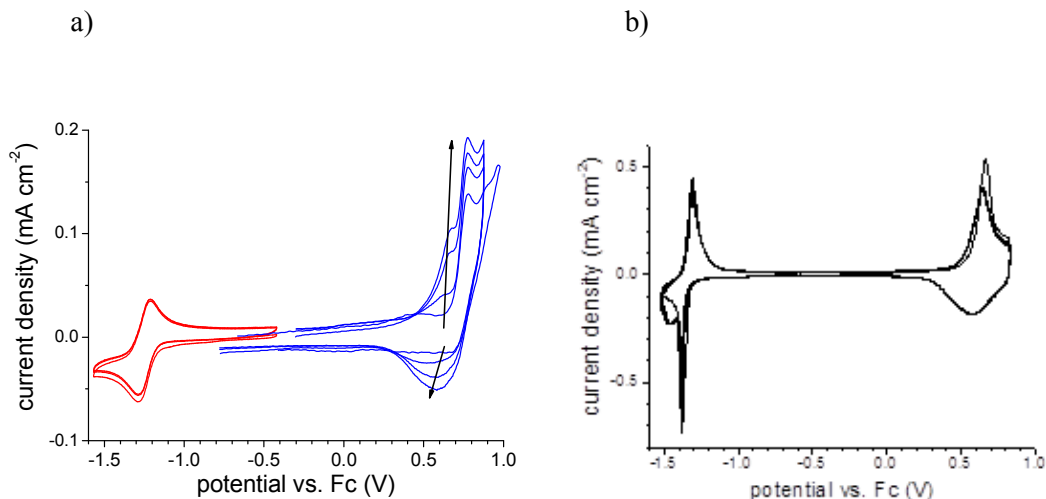 a)
b)
0.2
0.1
0.0
-0.1
-1.5 -1.0 -0.5 0.0 0.5 1.0
current density (mA cm-2)
potential vs. Fc (V)
0.5
0.0
-0.5
-1.5 -1.0 -0.5 0.0 0.5 1.0
current density (mA cm-2)
potential vs. Fc (V)